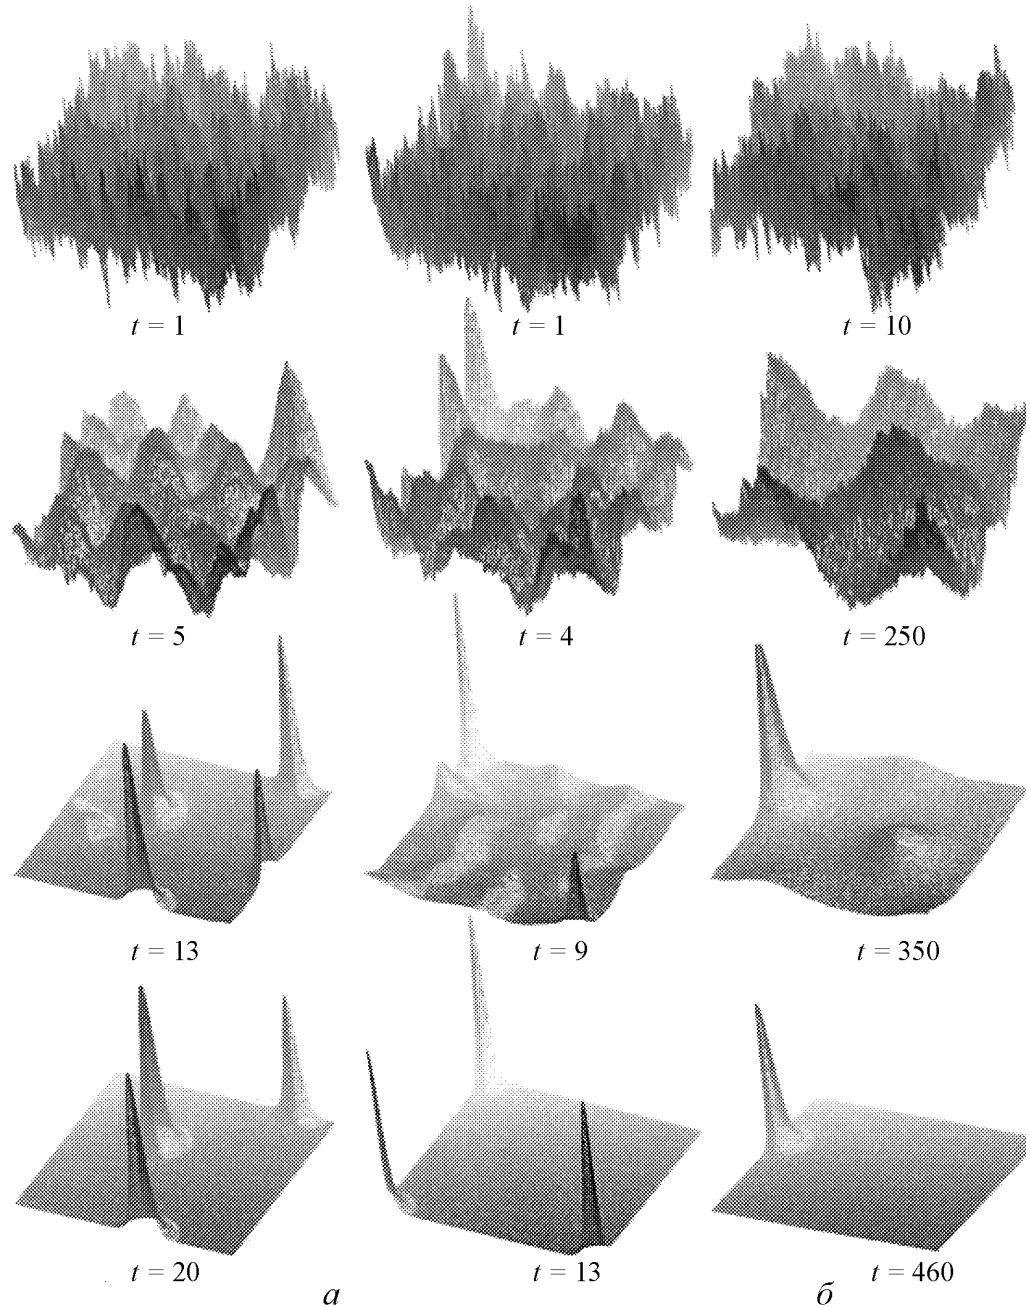 t = 1 t = 1 t = 10
t = 5 t = 4 t = 250
t = 13 t = 9 t = 350
t = 20 t = 13 t = 460
а б